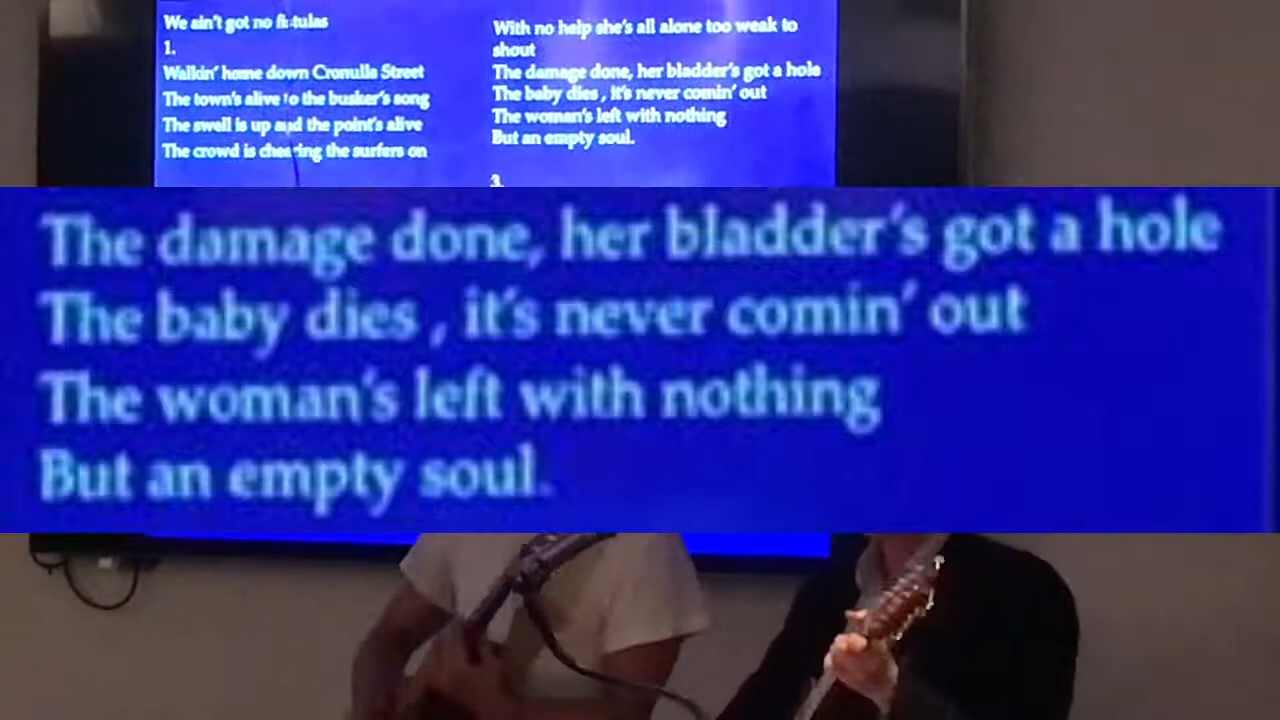 We ain't got no fistulas
1.
Walkin' home down Cronulla Street
The town's alive to the busker's song
The swell is up and the point's alive
The crowd is cheering the surfers on
With no help she's all alone too weak to
shout
The damage done, her bladder's got a hole
The baby dies , it's never comin' out
The woman's left with nothing
But an empty soul.
3.
The damage done, her bladder's got a hole
The baby dies , it's never comin' out
The woman's left with nothing
But an empty soul.